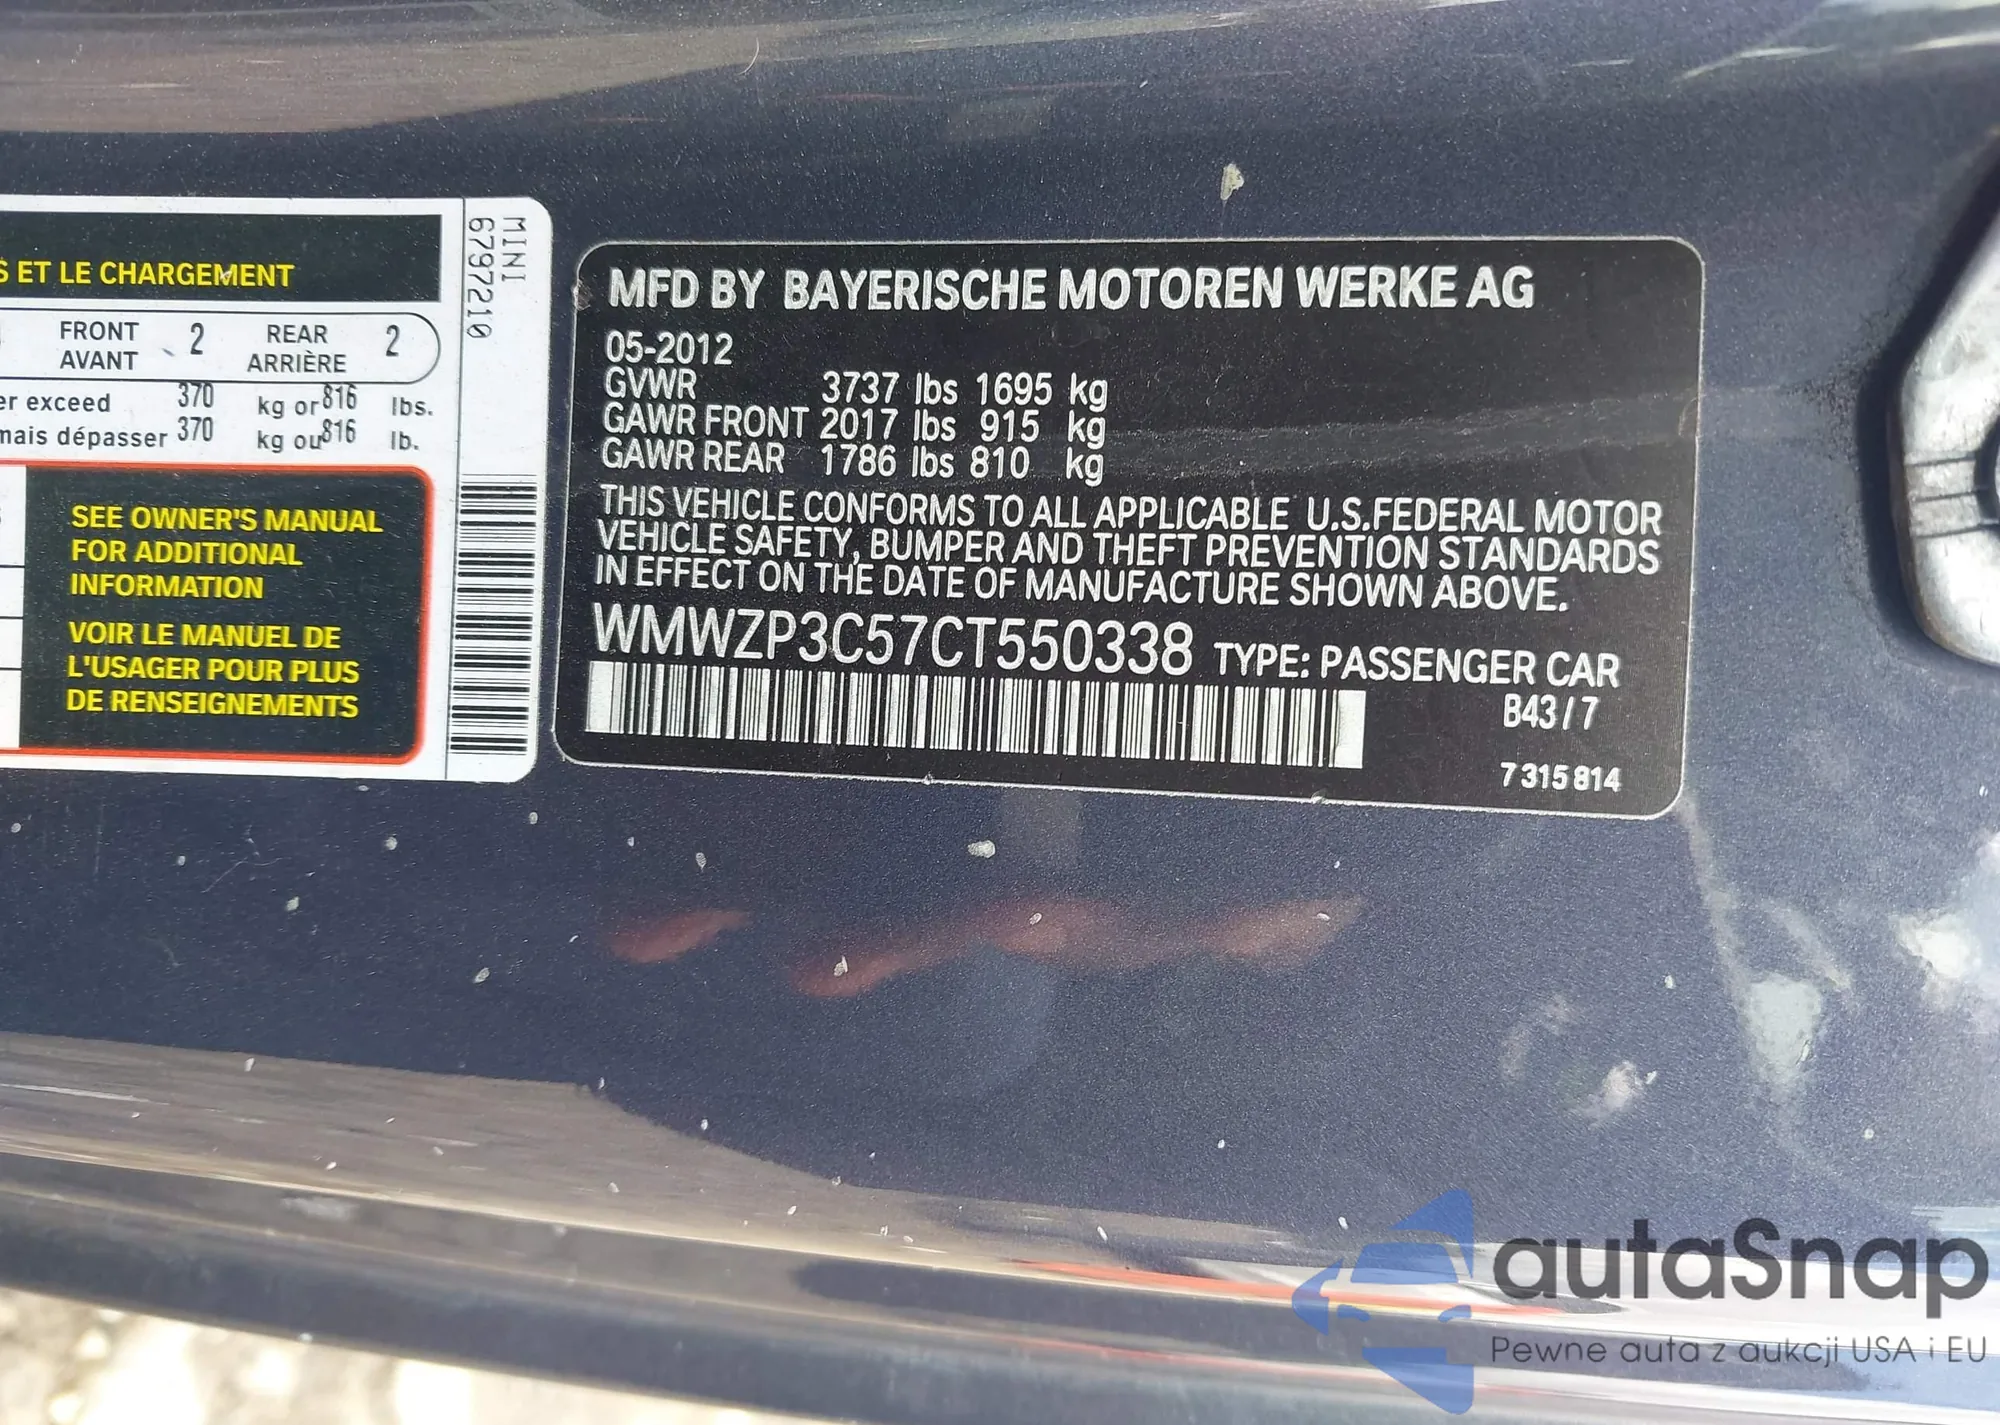 S ET LE CHARGEMENT
FRONT 2 REAR 2
AVANT ARRIÈRE
er exceed 370 kg or 816 lbs.
mais dépasser 370 kg ou 816 lb.
SEE OWNER'S MANUAL
FOR ADDITIONAL
INFORMATION
VOIR LE MANUEL DE
L'USAGER POUR PLUS
DE RENSEIGNEMENTS
MINI
6797210
MFD BY BAYERISCHE MOTOREN WERKE AG
05-2012
GVWR 3737 lbs 1695 kg
GAWR FRONT 2017 lbs 915 kg
GAWR REAR 1786 lbs 810 kg
THIS VEHICLE CONFORMS TO ALL APPLICABLE U.S.FEDERAL MOTOR
VEHICLE SAFETY, BUMPER AND THEFT PREVENTION STANDARDS
IN EFFECT ON THE DATE OF MANUFACTURE SHOWN ABOVE.
WMWZP3C57CT550338 TYPE: PASSENGER CAR
B43 / 7
7 315 814
autaSnap
Pewne auta z aukcji USA i EU